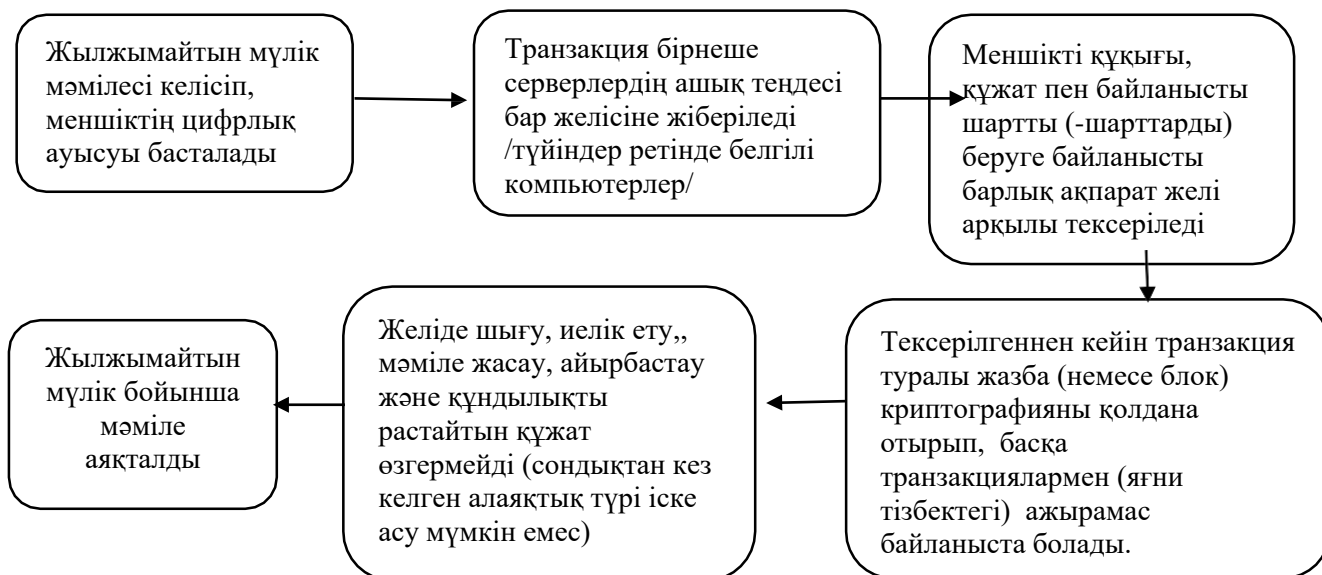 Жылжымайтын мүлік
мәмілесі келісіп,
меншіктің цифрлық
ауысуы басталады
Транзакция бірнеше
серверлердің ашық теңдесі
бар желісіне жіберіледі
/түйіндер ретінде белгілі
компьютерлер/
Меншікті құқығы,
құжат пен байланысты
шартты (-шарттарды)
беруге байланысты
барлық ақпарат желі
арқылы тексеріледі
Тексерілгеннен кейін транзакция
туралы жазба (немесе блок)
криптографияны қолдана
отырып, басқа
транзакциялармен (яғни
тізбектегі) ажырамас
байланыста болады.
Желіде шығу, иелік ету,,
мәміле жасау, айырбастау
және құндылықты
растайтын құжат
өзгермейді (сондықтан кез
келген алаяқтық түрі іске
асу мүмкін емес)
Жылжымайтын
мүлік бойынша
мәміле
аяқталды